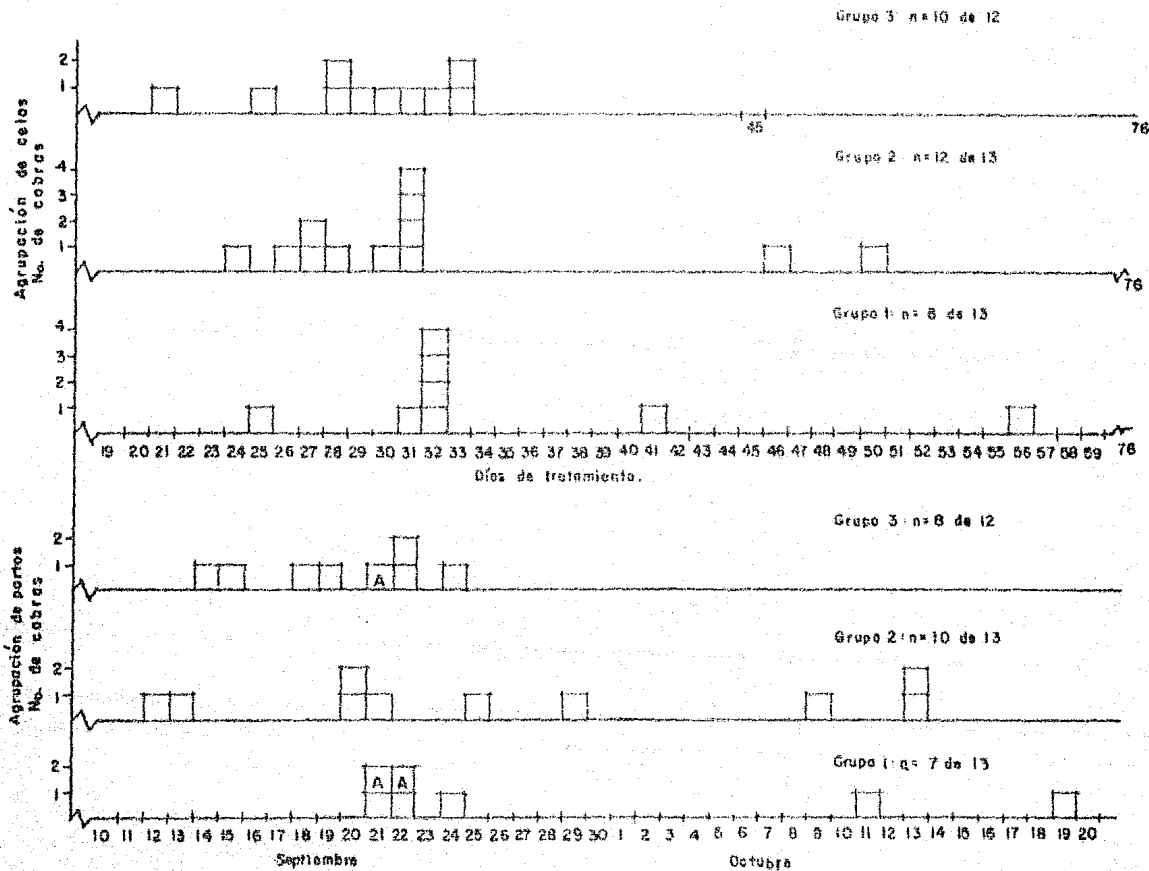 Grupo 3: n=10 de 12
2
1
45
76
Agrupación de celos
No. de cabras
Grupo 2: n=12 de 13
4
3
2
1
76
Grupo 1: n= 8 de 13
4
3
2
1
19 20 21 22 23 24 25 26 27 28 29 30 31 32 33 34 35 36 37 38 39 40 41 42 43 44 45 46 47 48 49 50 51 52 53 54 55 56 57 58 59 76
Días de tratamiento.
Grupo 3: n=8 de 12
2
1
A
Agrupación de partos
No. de cabras
Grupo 2: n=10 de 13
2
1
Grupo 1: n= 7 de 13
2
1
A A
10 11 12 13 14 15 16 17 18 19 20 21 22 23 24 25 26 27 28 29 30 1 2 3 4 5 6 7 8 9 10 11 12 13 14 15 16 17 18 19 20
Septiembre Octubre